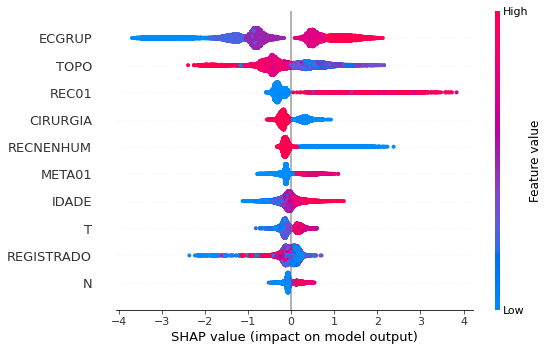 High
ECGRUP
TOPO
REC01
CIRURGIA
RECNENHUM
META01
IDADE
T
REGISTRADO
N
Feature value
Low
−4 −3 −2 −1 0 1 2 3 4
SHAP value (impact on model output)